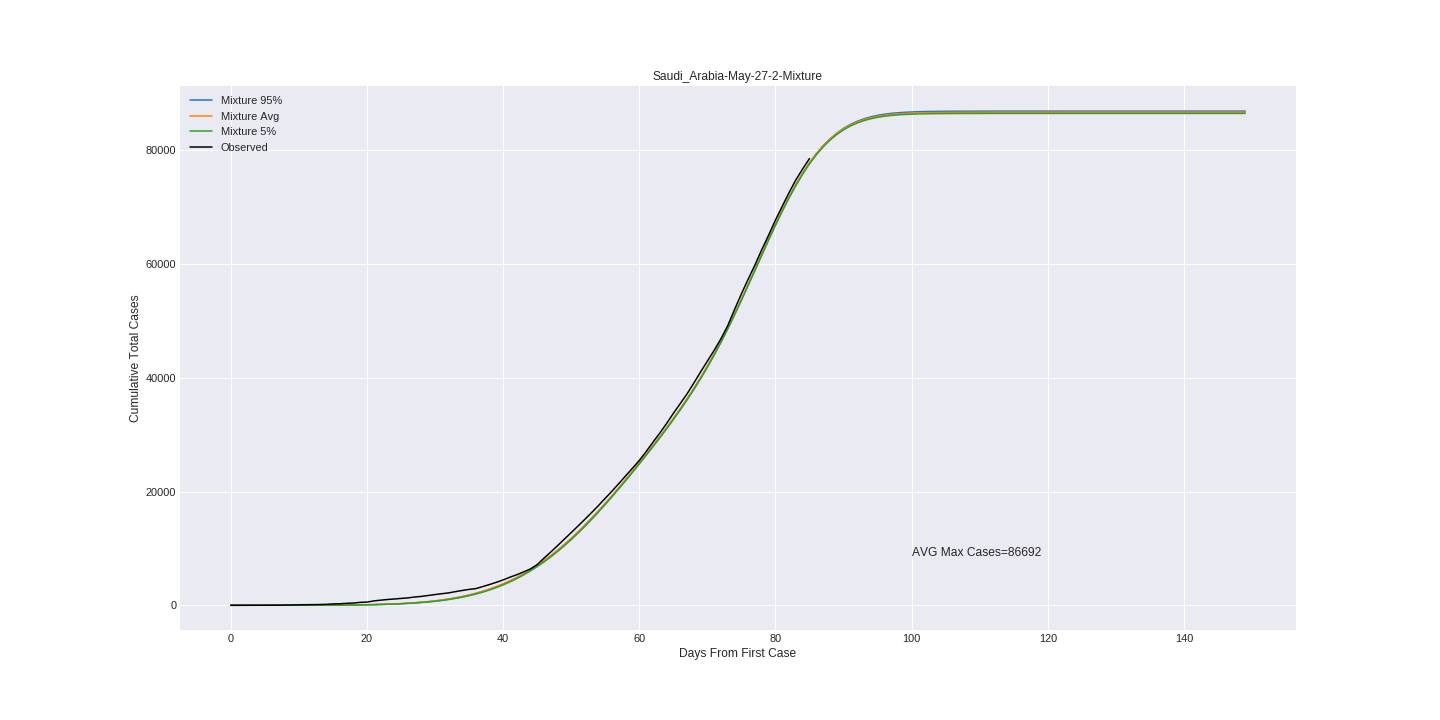 Saudi_Arabia-May-27-2-Mixture
Mixture 95%
Mixture Avg
Mixture 5%
Observed
80000
60000
40000
20000
0
Cumulative Total Cases
AVG Max Cases=86692
0 20 40 60 80 100 120 140
Days From First Case